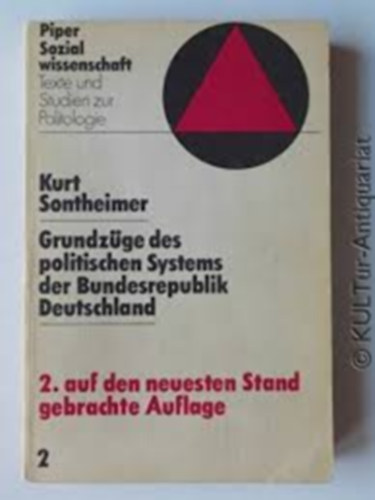 Piper
Sozial
wissenschaft
Texte und
Studien zur
Politologie
Kurt
Sontheimer
Grundzüge des
politischen Systems
der Bundesrepublik
Deutschland
2. auf den neuesten Stand
gebrachte Auflage
2
© KULTur-Antiquariat